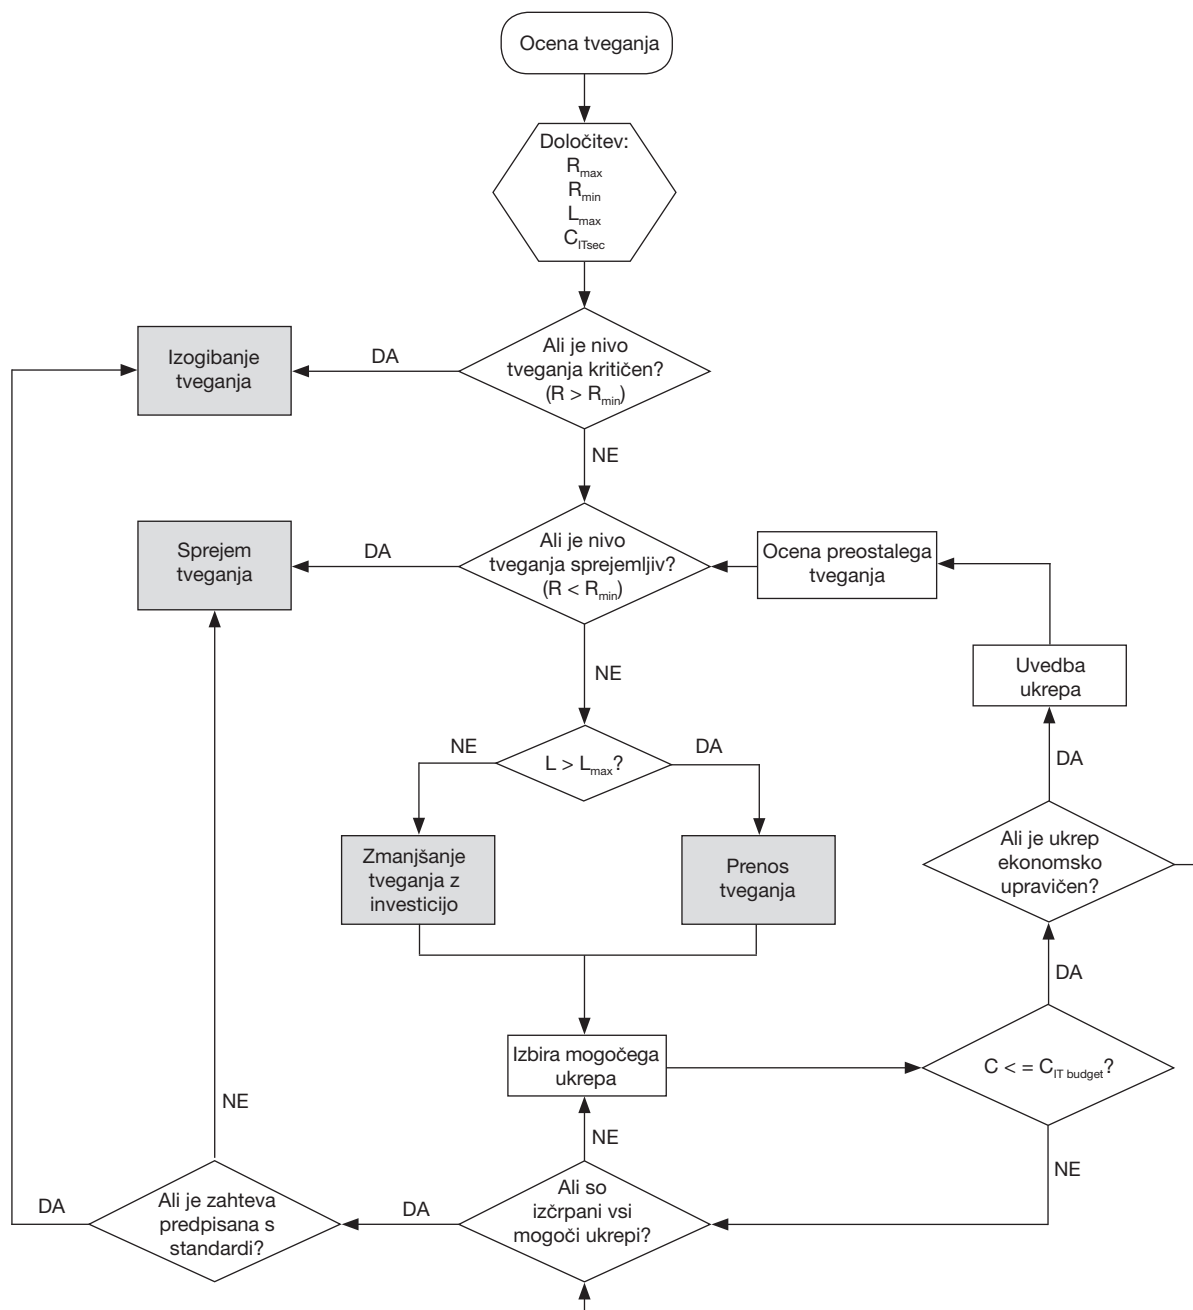 Ocena tveganja
Določitev:
Rmax
Rmin
Lmax
CITsec
Izogibanje
tveganja
DA
Ali je nivo
tveganja kritičen?
(R > Rmin)
NE
Sprejem
tveganja
DA
Ali je nivo
tveganja sprejemljiv?
(R < Rmin)
Ocena preostalega
tveganja
NE
Uvedba
ukrepa
NE
L > Lmax?
DA
DA
Zmanjšanje
tveganja z
investicijo
Prenos
tveganja
Ali je ukrep
ekonomsko
upravičen?
DA
Izbira mogočega
ukrepa
C < = CIT budget?
NE
NE
NE
DA
Ali je zahteva
predpisana s
standardi?
DA
Ali so
izčrpani vsi
mogoči ukrepi?